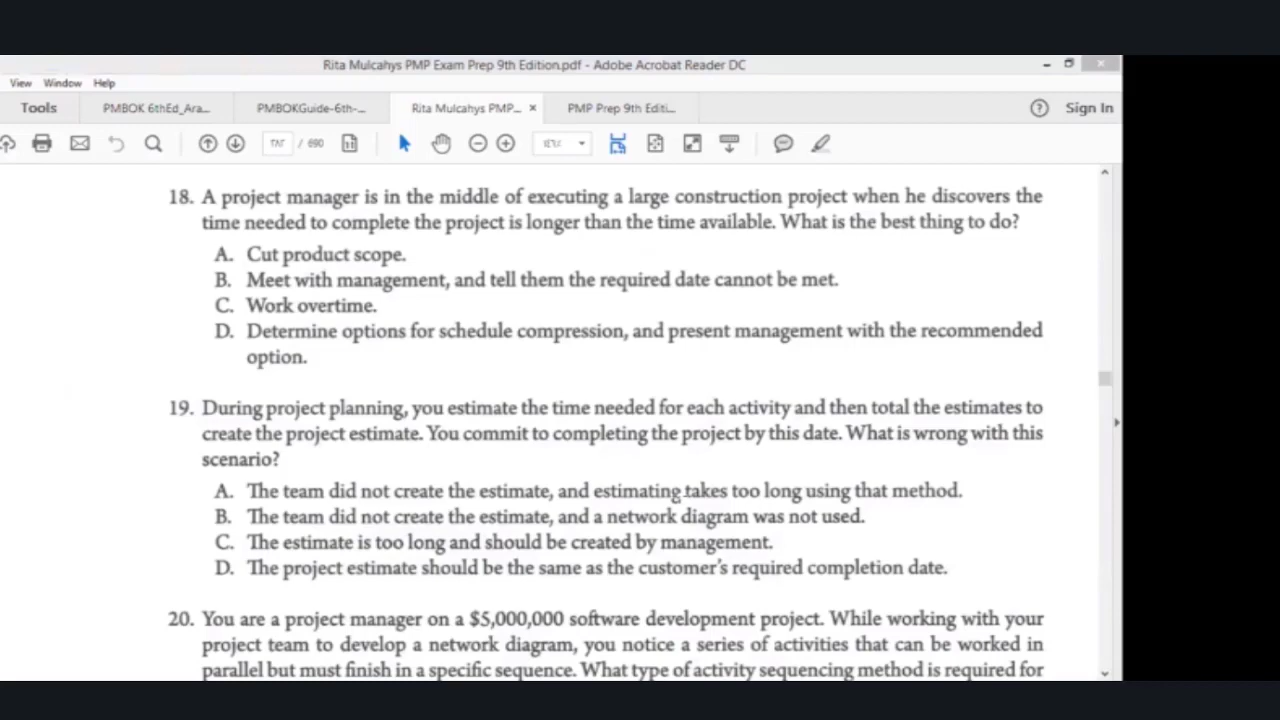 Rita Mulcahys PMP Exam Prep 9th Edition.pdf - Adobe Acrobat Reader DC
View Window Help
Tools PMBOK 6thEd_Ara... PMBOKGuide-6th-... Rita Mulcahys PMP... × PMP Prep 9th Editi... Sign In
/ 690
18. A project manager is in the middle of executing a large construction project when he discovers the
time needed to complete the project is longer than the time available. What is the best thing to do?
A. Cut product scope.
B. Meet with management, and tell them the required date cannot be met.
C. Work overtime.
D. Determine options for schedule compression, and present management with the recommended
option.
19. During project planning, you estimate the time needed for each activity and then total the estimates to
create the project estimate. You commit to completing the project by this date. What is wrong with this
scenario?
A. The team did not create the estimate, and estimating takes too long using that method.
B. The team did not create the estimate, and a network diagram was not used.
C. The estimate is too long and should be created by management.
D. The project estimate should be the same as the customer's required completion date.
20. You are a project manager on a $5,000,000 software development project. While working with your
project team to develop a network diagram, you notice a series of activities that can be worked in
parallel but must finish in a specific sequence. What type of activity sequencing method is required for